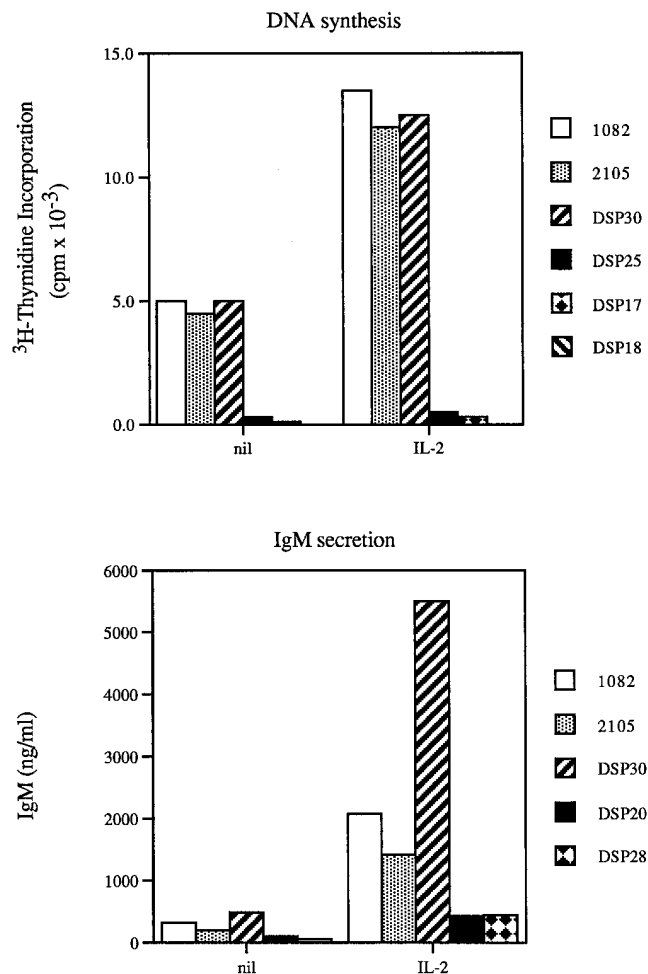 DNA synthesis
15.0
10.0
5.0
0.0
³H-Thymidine Incorporation
(cpm x 10⁻³)
nil
IL-2
1082
2105
DSP30
DSP25
DSP17
DSP18
IgM secretion
6000
5000
4000
3000
2000
1000
0
IgM (ng/ml)
nil
IL-2
1082
2105
DSP30
DSP20
DSP28